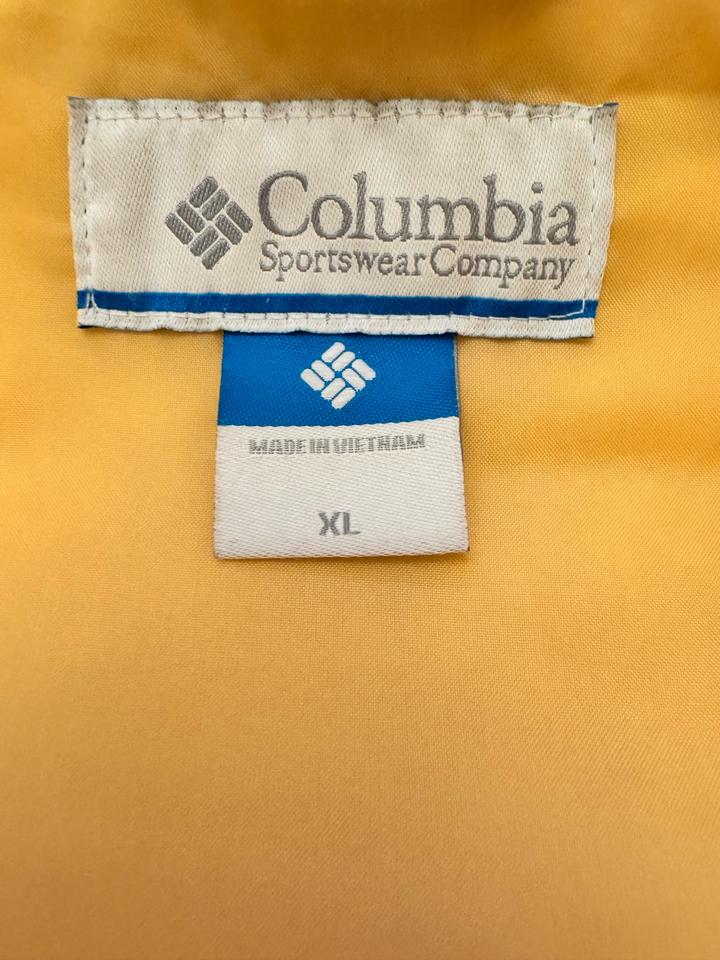 Columbia
Sportswear Company
MADE IN VIETNAM
XL